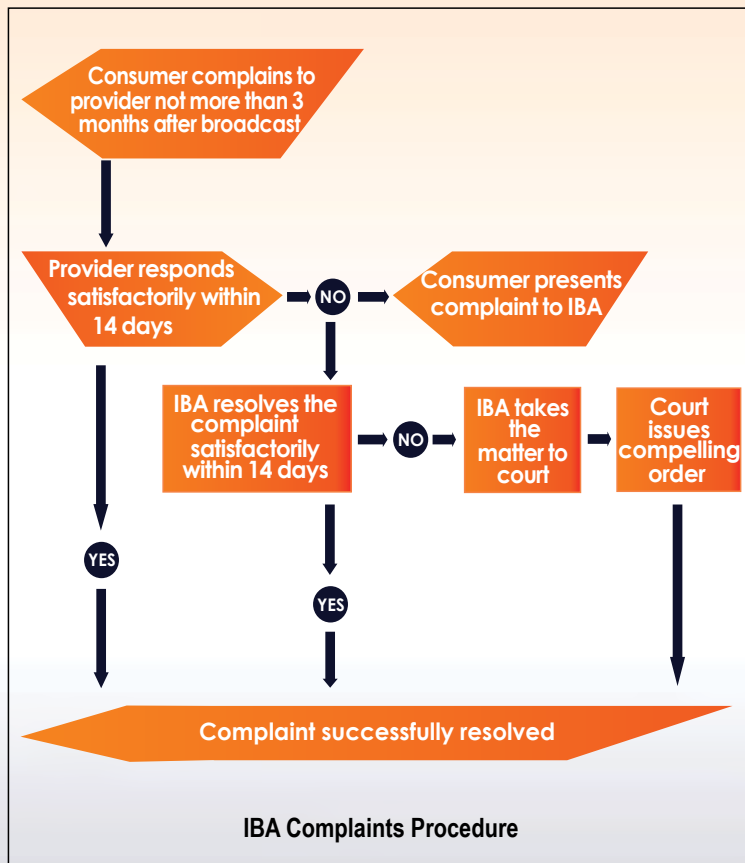 Consumer complains to
provider not more than 3
months after broadcast
Provider responds
satisfactorily within
14 days
NO
Consumer presents
complaint to IBA
IBA resolves the
complaint
satisfactorily
within 14 days
NO
IBA takes
the
matter to
court
Court
issues
compelling
order
YES
YES
Complaint successfully resolved
IBA Complaints Procedure